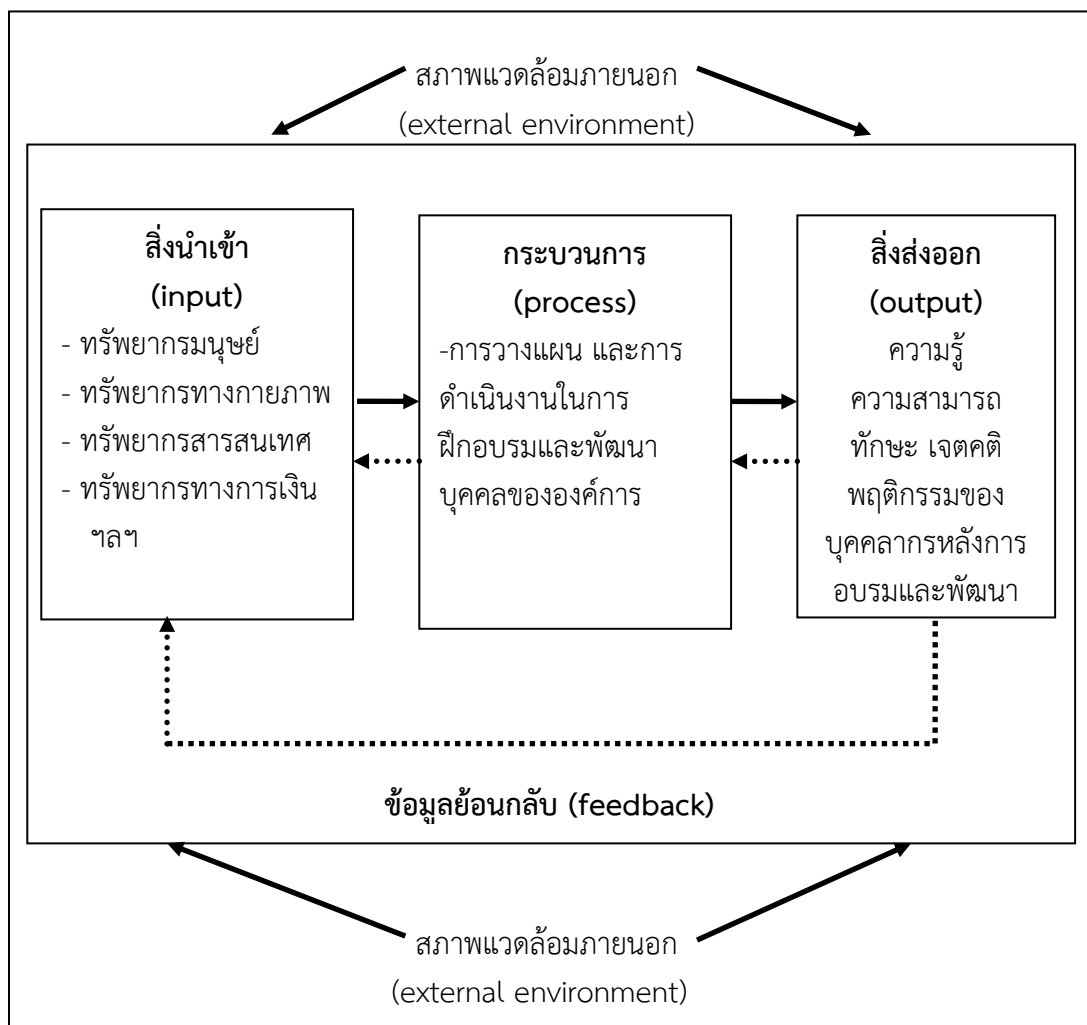 สภาพแวดล้อมภายนอก
(external environment)
สิ่งนำเข้า
(input)
- ทรัพยากรมนุษย์
- ทรัพยากรทางกายภาพ
- ทรัพยากรสารสนเทศ
- ทรัพยากรทางการเงิน
ฯลฯ
กระบวนการ
(process)
-การวางแผน และการ
ดำเนินงานในการ
ฝึกอบรมและพัฒนา
บุคคลขององค์การ
สิ่งส่งออก
(output)
ความรู้
ความสามารถ
ทักษะ เจตคติ
พฤติกรรมของ
บุคคลากรหลังการ
อบรมและพัฒนา
ข้อมูลย้อนกลับ (feedback)
สภาพแวดล้อมภายนอก
(external environment)